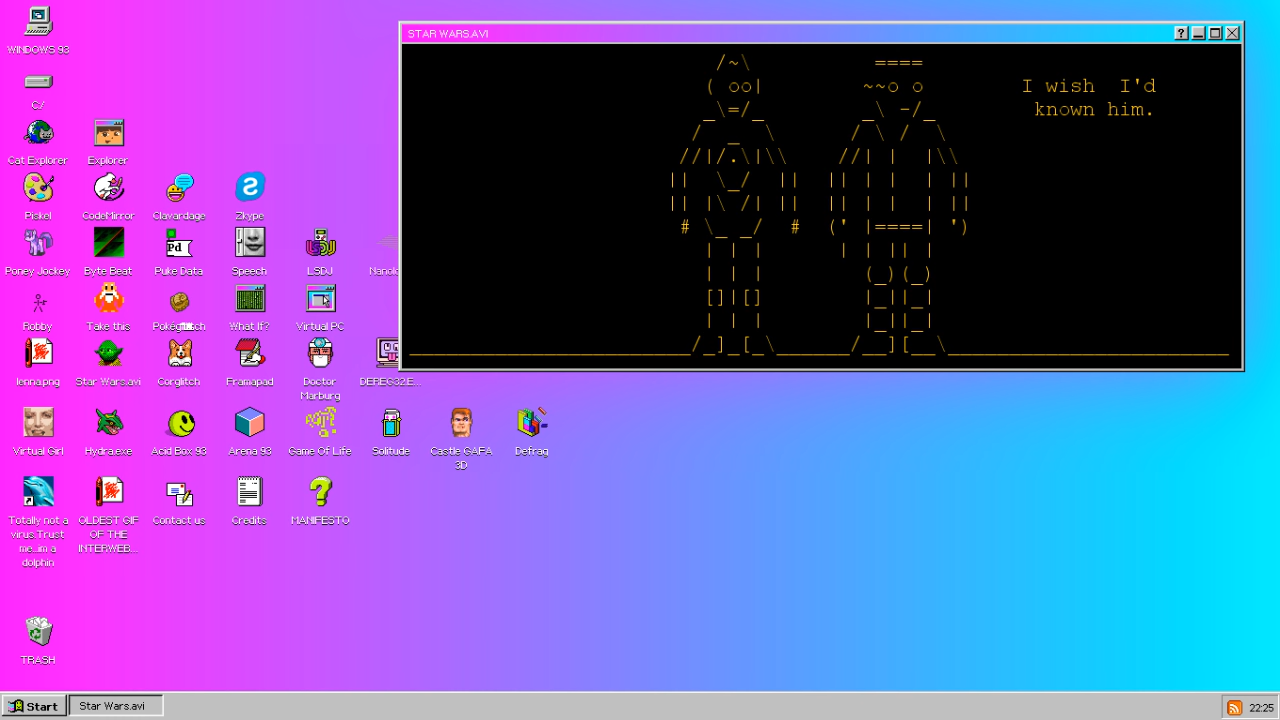 STAR WARS.AVI
I wish I'd
known him.
WINDOWS 93
C/
Cat Explorer
Explorer
Piskel
CodeMirror
Clavardage
Zkype
Poney Jockey
Byte Beat
Puke Data
Speech
LSDJ
Robby
Take this
What If?
Virtual PC
lenna.png
Star Wars.avi
Corglitch
Framapad
Doctor
Marburg
Virtual Girl
Hydra.exe
Acid Box 93
Arena 93
Game Of Life
Solitude
Castle GAFA
3D
Defrag
Totally not a
virus.Trust
me..im a
dolphin
OLDEST GIF
OF THE
INTERWEB...
Contact us
Credits
MANIFESTO
TRASH
Start
Star Wars.avi
22:25